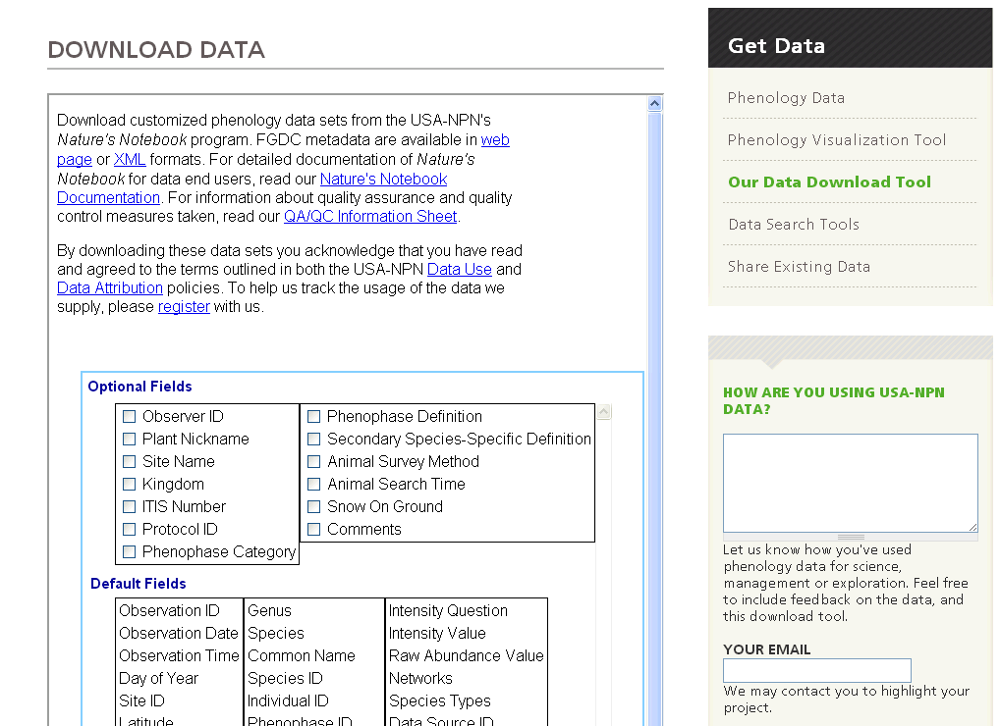 DOWNLOAD DATA
Download customized phenology data sets from the USA-NPN's
Nature's Notebook program. FGDC metadata are available in web
page or XML formats. For detailed documentation of Nature's
Notebook for data end users, read our Nature's Notebook
Documentation. For information about quality assurance and quality
control measures taken, read our QA/QC Information Sheet.
By downloading these data sets you acknowledge that you have read
and agreed to the terms outlined in both the USA-NPN Data Use and
Data Attribution policies. To help us track the usage of the data we
supply, please register with us.
Optional Fields
Observer ID
Plant Nickname
Site Name
Kingdom
ITIS Number
Protocol ID
Phenophase Category
Phenophase Definition
Secondary Species-Specific Definition
Animal Survey Method
Animal Search Time
Snow On Ground
Comments
Default Fields
Observation ID
Observation Date
Observation Time
Day of Year
Site ID
Latitude
Genus
Species
Common Name
Species ID
Individual ID
Phenophase ID
Intensity Question
Intensity Value
Raw Abundance Value
Networks
Species Types
Data Source ID
Get Data
Phenology Data
Phenology Visualization Tool
Our Data Download Tool
Data Search Tools
Share Existing Data
HOW ARE YOU USING USA-NPN
DATA?
Let us know how you've used
phenology data for science,
management or exploration. Feel free
to include feedback on the data, and
this download tool.
YOUR EMAIL
We may contact you to highlight your
project.